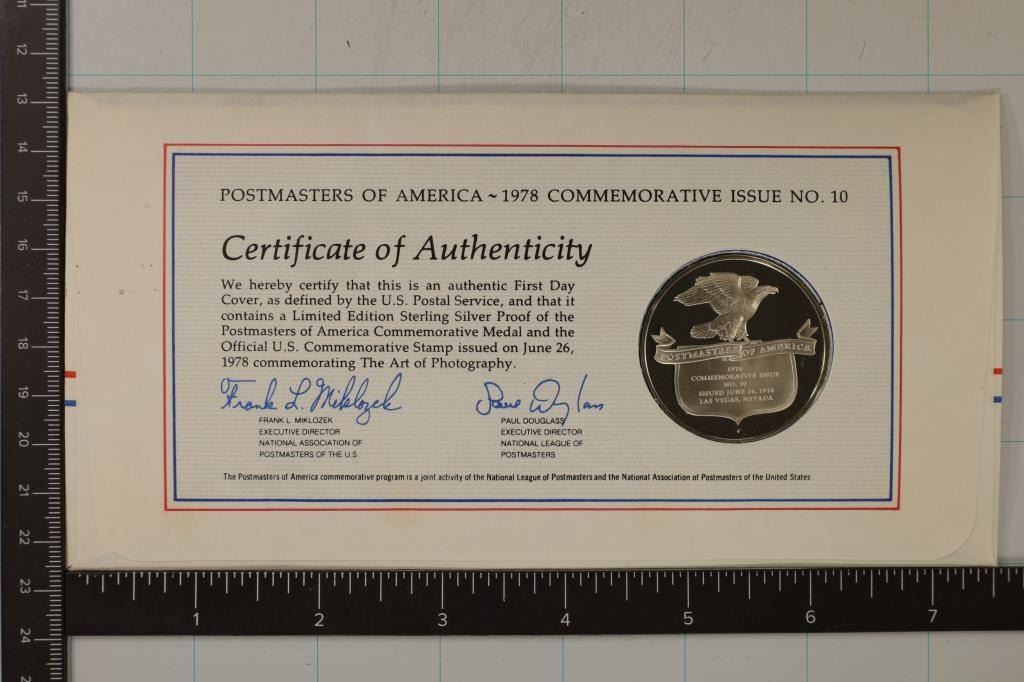 POSTMASTERS OF AMERICA ~ 1978 COMMEMORATIVE ISSUE NO. 10
Certificate of Authenticity
We hereby certify that this is an authentic First Day
Cover, as defined by the U.S. Postal Service, and that it
contains a Limited Edition Sterling Silver Proof of the
Postmasters of America Commemorative Medal and the
Official U.S. Commemorative Stamp issued on June 26,
1978 commemorating The Art of Photography.
Frank L. Miklozek
FRANK L. MIKLOZEK
EXECUTIVE DIRECTOR
NATIONAL ASSOCIATION OF
POSTMASTERS OF THE U.S.
Paul Douglass
PAUL DOUGLASS
EXECUTIVE DIRECTOR
NATIONAL LEAGUE OF
POSTMASTERS
The Postmasters of America commemorative program is a joint activity of the National League of Postmasters and the National Association of Postmasters of the United States
POSTMASTERS OF AMERICA
1978
COMMEMORATIVE ISSUE
NO. 10
ISSUED JUNE 26, 1978
LAS VEGAS, NEVADA
11
12
13
14
15
16
17
18
19
20
21
22
23
24
1 2 3 4 5 6 7